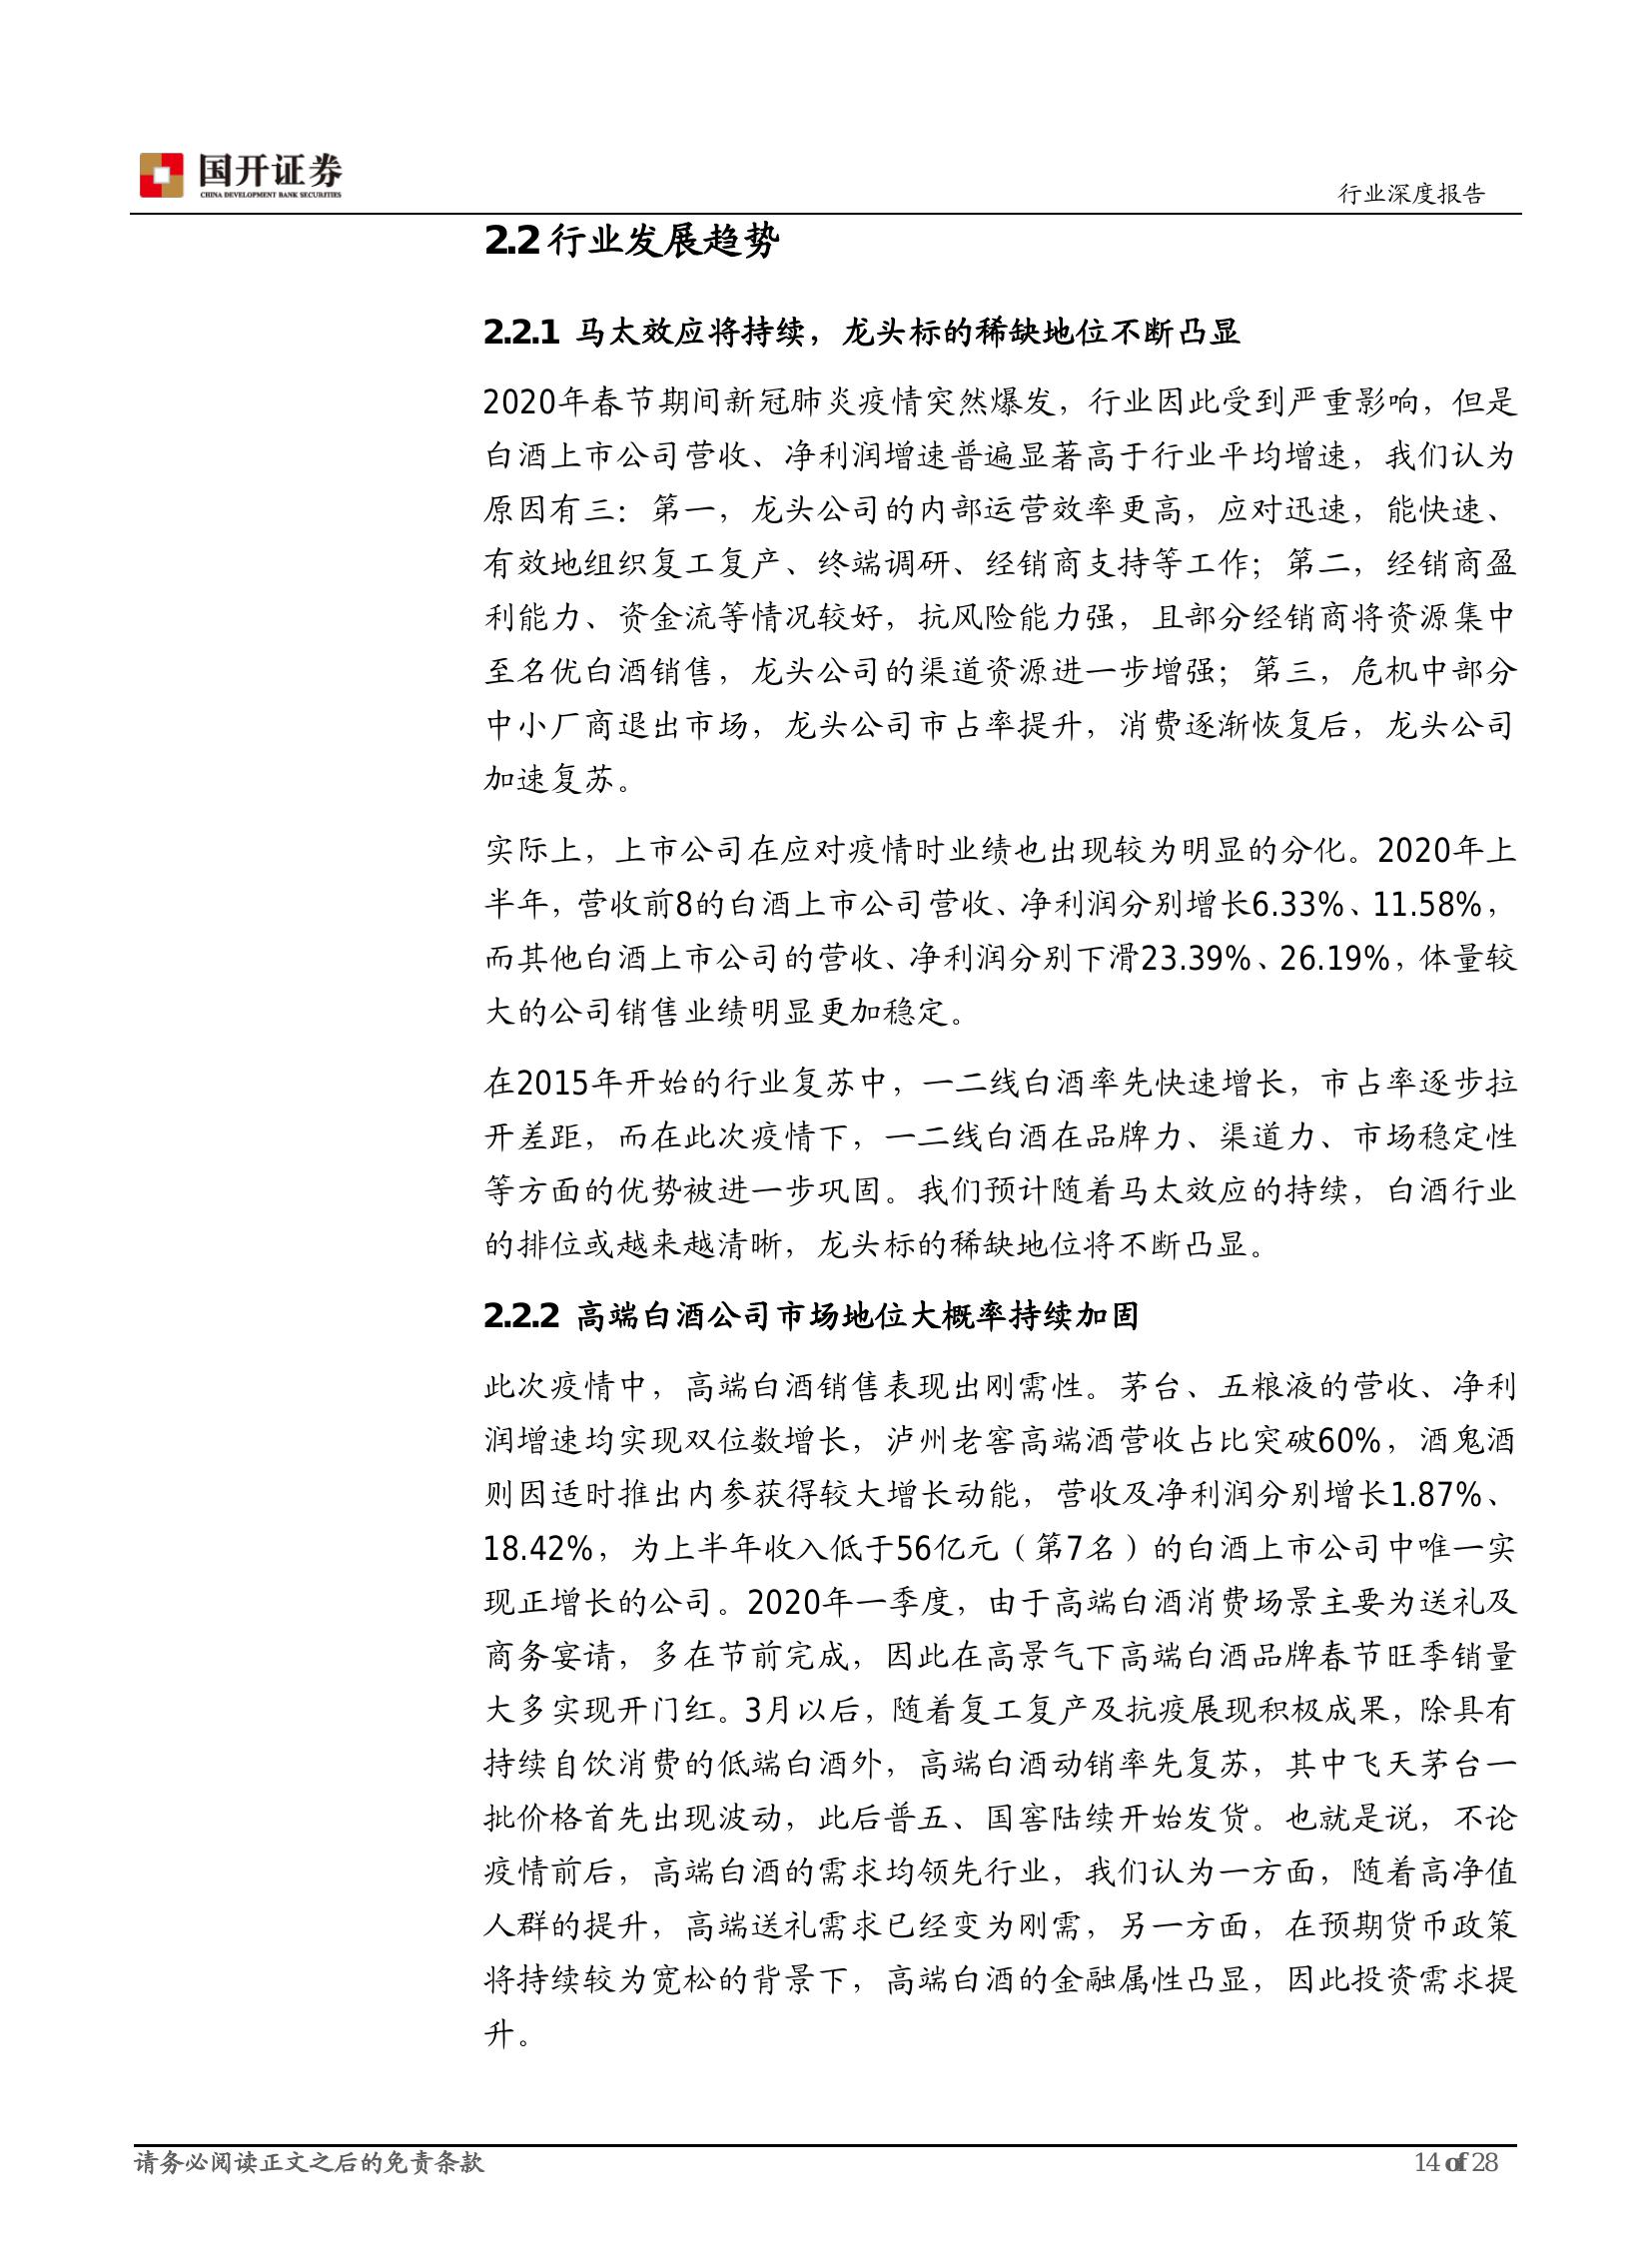 国开证券
CHINA DEVELOPMENT BANK SECURITIES
行业深度报告
2.2 行业发展趋势
2.2.1 马太效应将持续，龙头标的稀缺地位不断凸显
2020年春节期间新冠肺炎疫情突然爆发，行业因此受到严重影响，但是
白酒上市公司营收、净利润增速普遍显著高于行业平均增速，我们认为
原因有三：第一，龙头公司的内部运营效率更高，应对迅速，能快速、
有效地组织复工复产、终端调研、经销商支持等工作；第二，经销商盈
利能力、资金流等情况较好，抗风险能力强，且部分经销商将资源集中
至名优白酒销售，龙头公司的渠道资源进一步增强；第三，危机中部分
中小厂商退出市场，龙头公司市占率提升，消费逐渐恢复后，龙头公司
加速复苏。
实际上，上市公司在应对疫情时业绩也出现较为明显的分化。2020年上
半年，营收前8的白酒上市公司营收、净利润分别增长6.33%、11.58%，
而其他白酒上市公司的营收、净利润分别下滑23.39%、26.19%，体量较
大的公司销售业绩明显更加稳定。
在2015年开始的行业复苏中，一二线白酒率先快速增长，市占率逐步拉
开差距，而在此次疫情下，一二线白酒在品牌力、渠道力、市场稳定性
等方面的优势被进一步巩固。我们预计随着马太效应的持续，白酒行业
的排位或越来越清晰，龙头标的稀缺地位将不断凸显。
2.2.2 高端白酒公司市场地位大概率持续加固
此次疫情中，高端白酒销售表现出刚需性。茅台、五粮液的营收、净利
润增速均实现双位数增长，泸州老窖高端酒营收占比突破60%，酒鬼酒
则因适时推出内参获得较大增长动能，营收及净利润分别增长1.87%、
18.42%，为上半年收入低于56亿元（第7名）的白酒上市公司中唯一实
现正增长的公司。2020年一季度，由于高端白酒消费场景主要为送礼及
商务宴请，多在节前完成，因此在高景气下高端白酒品牌春节旺季销量
大多实现开门红。3月以后，随着复工复产及抗疫展现积极成果，除具有
持续自饮消费的低端白酒外，高端白酒动销率先复苏，其中飞天茅台一
批价格首先出现波动，此后普五、国窖陆续开始发货。也就是说，不论
疫情前后，高端白酒的需求均领先行业，我们认为一方面，随着高净值
人群的提升，高端送礼需求已经变为刚需，另一方面，在预期货币政策
将持续较为宽松的背景下，高端白酒的金融属性凸显，因此投资需求提
升。
请务必阅读正文之后的免责条款
14 of 28